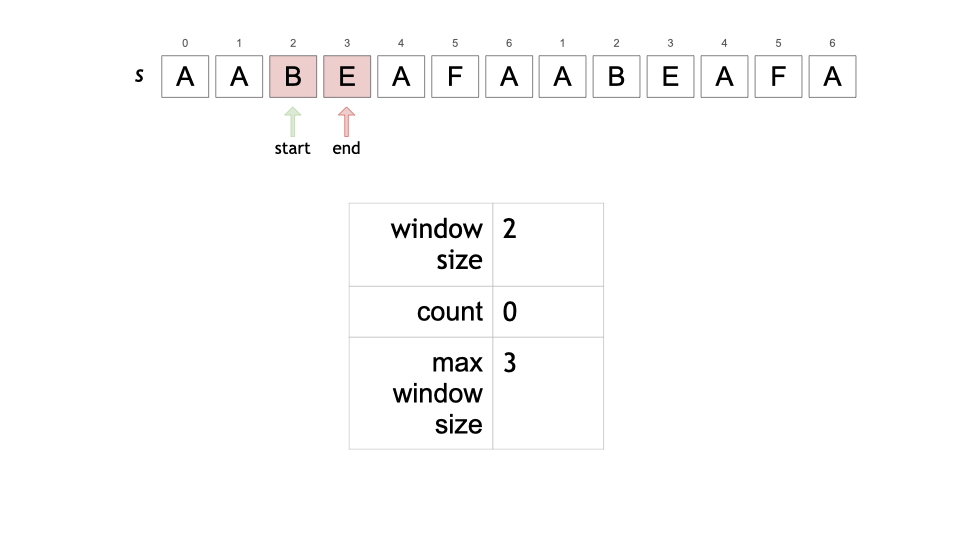 0 1 2 3 4 5 6 1 2 3 4 5 6
s A A B E A F A A B E A F A
start end
window 2
size
count 0
max 3
window
size